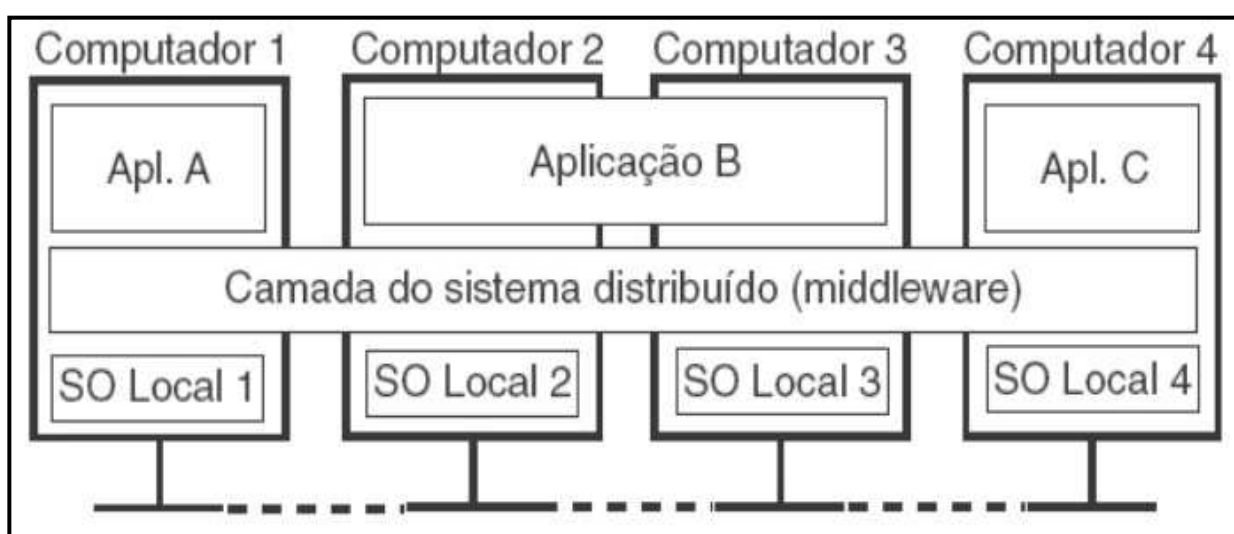 Computador 1 Computador 2 Computador 3 Computador 4
Apl. A Aplicação B Apl. C
Camada do sistema distribuído (middleware)
SO Local 1 SO Local 2 SO Local 3 SO Local 4